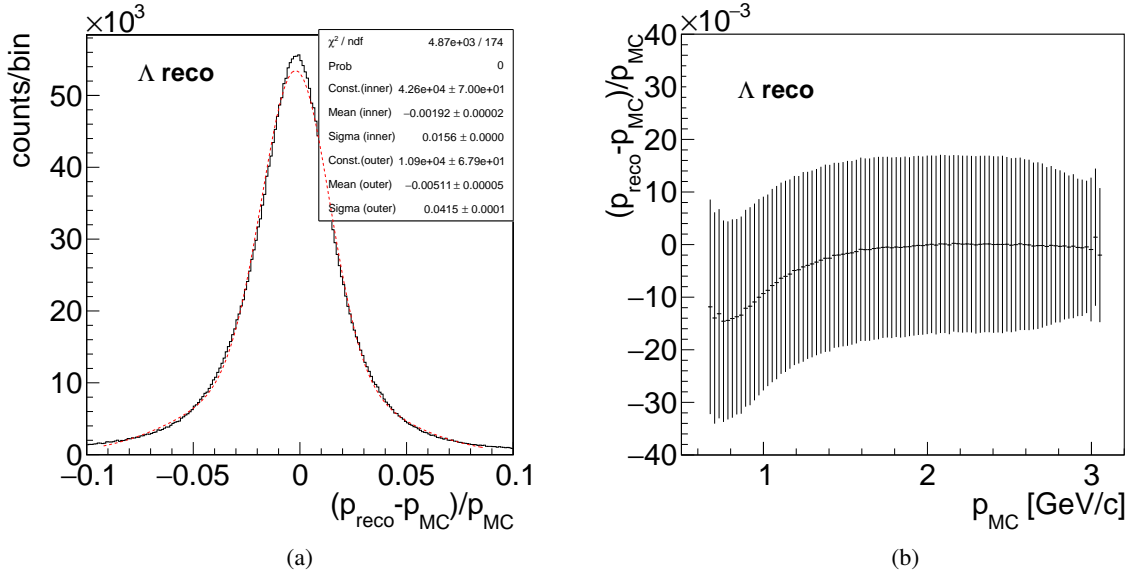 ×10³
counts/bin
Λ reco
χ² / ndf 4.87e+03 / 174
Prob 0
Const.(inner) 4.26e+04 ± 7.00e+01
Mean (inner) −0.00192 ± 0.00002
Sigma (inner) 0.0156 ± 0.0000
Const.(outer) 1.09e+04 ± 6.79e+01
Mean (outer) −0.00511 ± 0.00005
Sigma (outer) 0.0415 ± 0.0001
50
40
30
20
10
0
−0.1 −0.05 0 0.05 0.1
(p_reco-p_MC)/p_MC
(a)
×10⁻³
(p_reco-p_MC)/p_MC
Λ reco
40
30
20
10
0
−10
−20
−30
−40
1 2 3
p_MC [GeV/c]
(b)